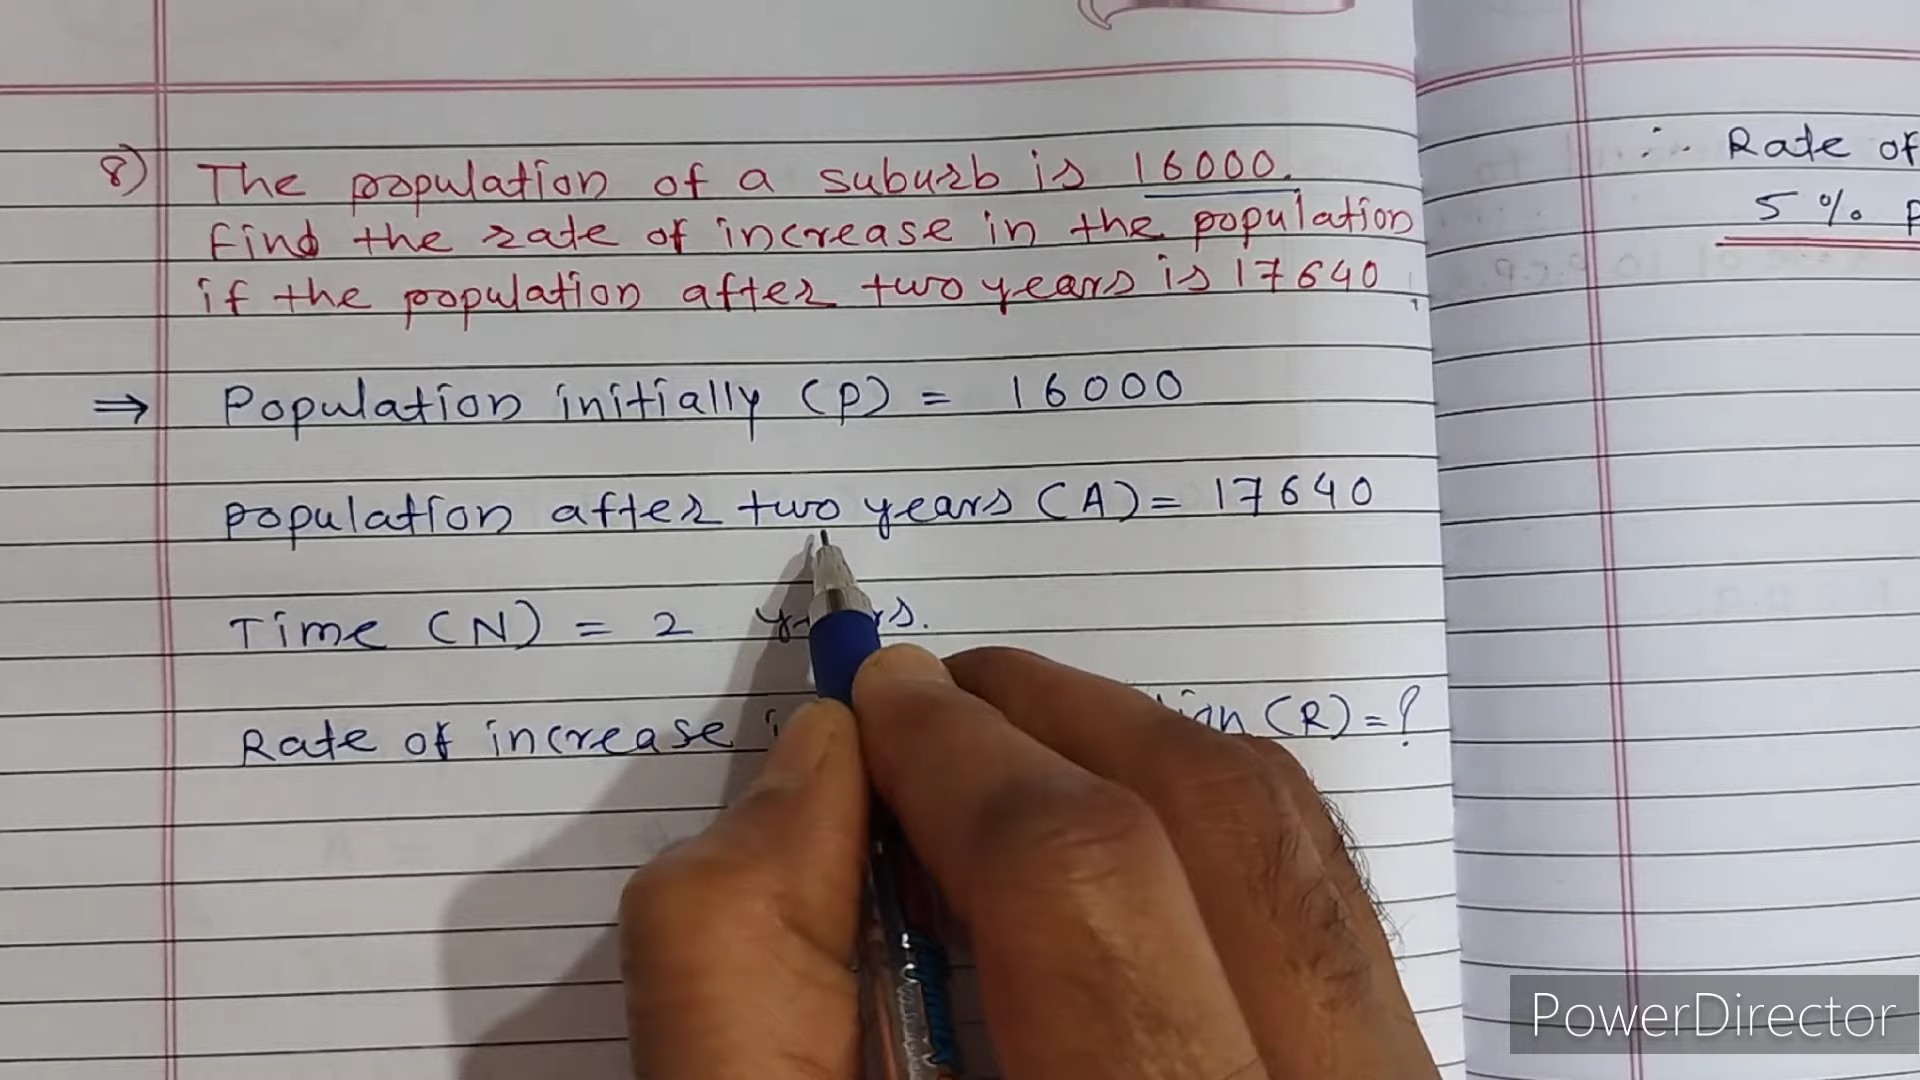 8) The population of a suburb is 16000.
Find the rate of increase in the population
if the population after two years is 17640.
⇒ Population initially (P) = 16000
population after two years (A) = 17640
Time (N) = 2
Rate of increase (R) = ?
∴ Rate of
5 %
PowerDirector